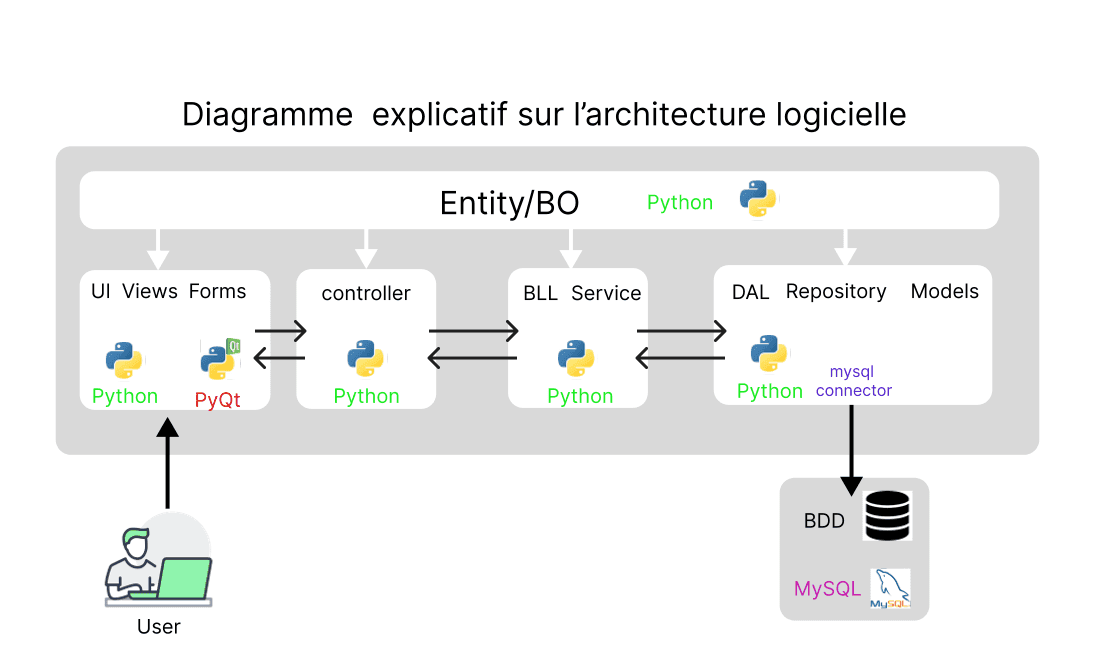 Diagramme explicatif sur l’architecture logicielle
Entity/BO Python
UI Views Forms
Qt
Python PyQt
controller
Python
BLL Service
Python
DAL Repository Models
Python
mysql
connector
User
BDD
MySQL
MySQL